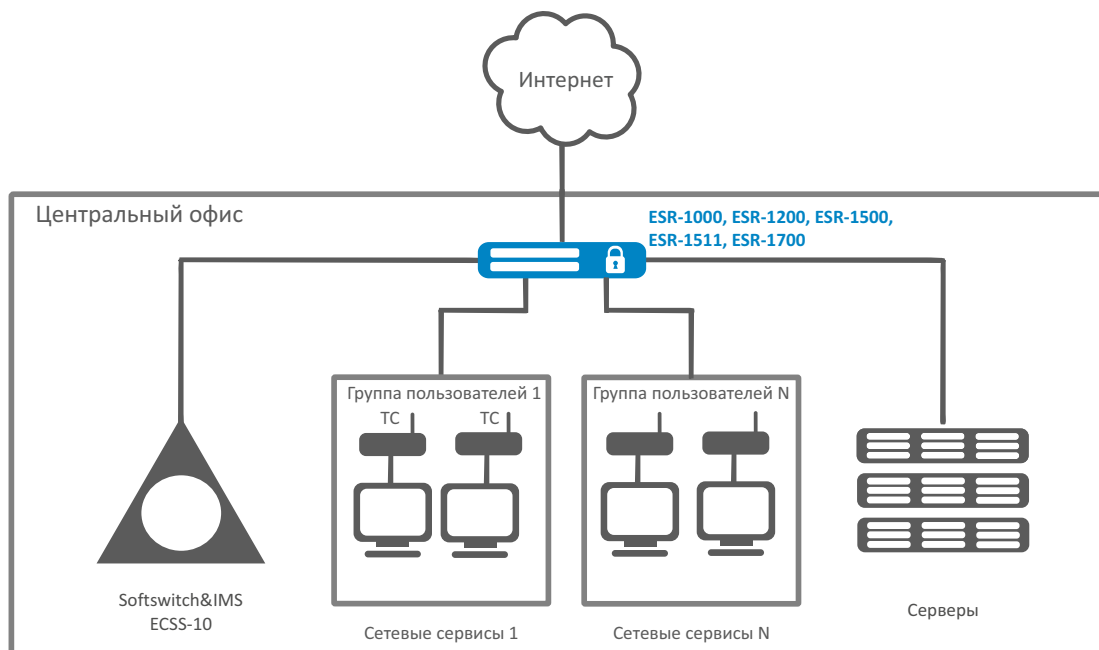 Интернет
Центральный офис
ESR-1000, ESR-1200, ESR-1500,
ESR-1511, ESR-1700
Группа пользователей 1
ТС
ТС
Группа пользователей N
Softswitch&IMS
ECSS-10
Сетевые сервисы 1
Сетевые сервисы N
Серверы